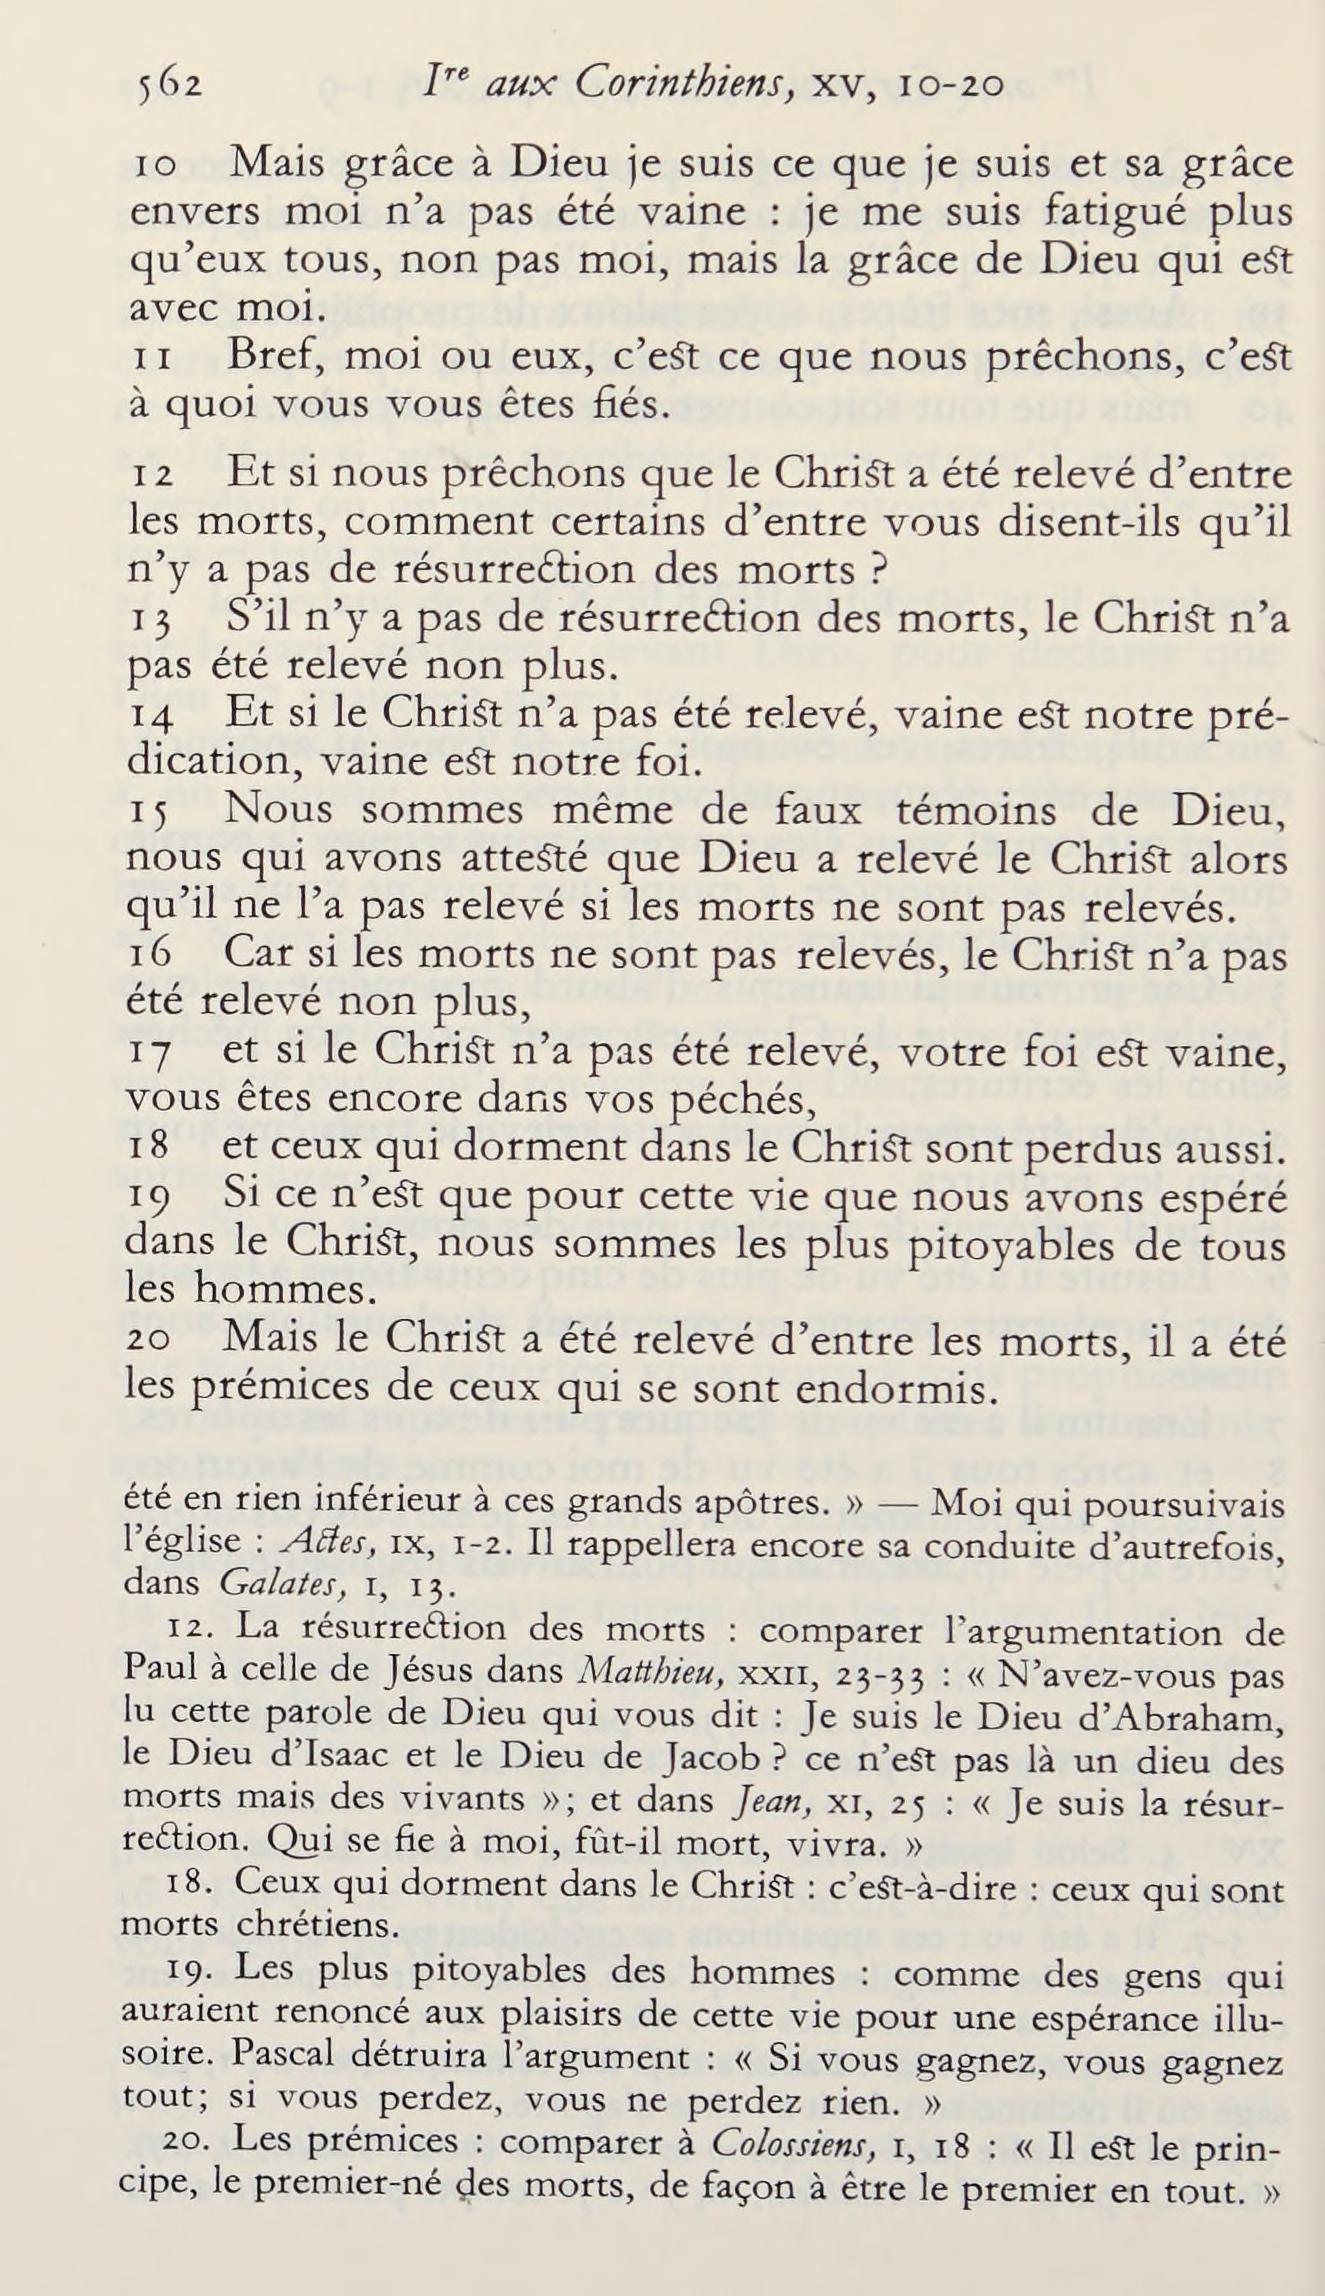 562 Iʳᵉ aux Corinthiens, XV, 10-20
10 Mais grâce à Dieu je suis ce que je suis et sa grâce
envers moi n’a pas été vaine : je me suis fatigué plus
qu’eux tous, non pas moi, mais la grâce de Dieu qui est
avec moi.
11 Bref, moi ou eux, c’est ce que nous prêchons, c’est
à quoi vous vous êtes fiés.
12 Et si nous prêchons que le Christ a été relevé d’entre
les morts, comment certains d’entre vous disent-ils qu’il
n’y a pas de résurrection des morts ?
13 S’il n’y a pas de résurrection des morts, le Christ n’a
pas été relevé non plus.
14 Et si le Christ n’a pas été relevé, vaine est notre pré-
dication, vaine est notre foi.
15 Nous sommes même de faux témoins de Dieu,
nous qui avons attesté que Dieu a relevé le Christ alors
qu’il ne l’a pas relevé si les morts ne sont pas relevés.
16 Car si les morts ne sont pas relevés, le Christ n’a pas
été relevé non plus,
17 et si le Christ n’a pas été relevé, votre foi est vaine,
vous êtes encore dans vos péchés,
18 et ceux qui dorment dans le Christ sont perdus aussi.
19 Si ce n’est que pour cette vie que nous avons espéré
dans le Christ, nous sommes les plus pitoyables de tous
les hommes.
20 Mais le Christ a été relevé d’entre les morts, il a été
les prémices de ceux qui se sont endormis.
été en rien inférieur à ces grands apôtres. » — Moi qui poursuivais
l’église : Actes, IX, 1-2. Il rappellera encore sa conduite d’autrefois,
dans Galates, I, 13.
12. La résurrection des morts : comparer l’argumentation de
Paul à celle de Jésus dans Matthieu, XXII, 23-33 : « N’avez-vous pas
lu cette parole de Dieu qui vous dit : Je suis le Dieu d’Abraham,
le Dieu d’Isaac et le Dieu de Jacob ? ce n’est pas là un dieu des
morts mais des vivants »; et dans Jean, XI, 25 : « Je suis la résur-
rection. Qui se fie à moi, fût-il mort, vivra. »
18. Ceux qui dorment dans le Christ : c’est-à-dire : ceux qui sont
morts chrétiens.
19. Les plus pitoyables des hommes : comme des gens qui
auraient renoncé aux plaisirs de cette vie pour une espérance illu-
soire. Pascal détruira l’argument : « Si vous gagnez, vous gagnez
tout; si vous perdez, vous ne perdez rien. »
20. Les prémices : comparer à Colossiens, I, 18 : « Il est le prin-
cipe, le premier-né des morts, de façon à être le premier en tout. »